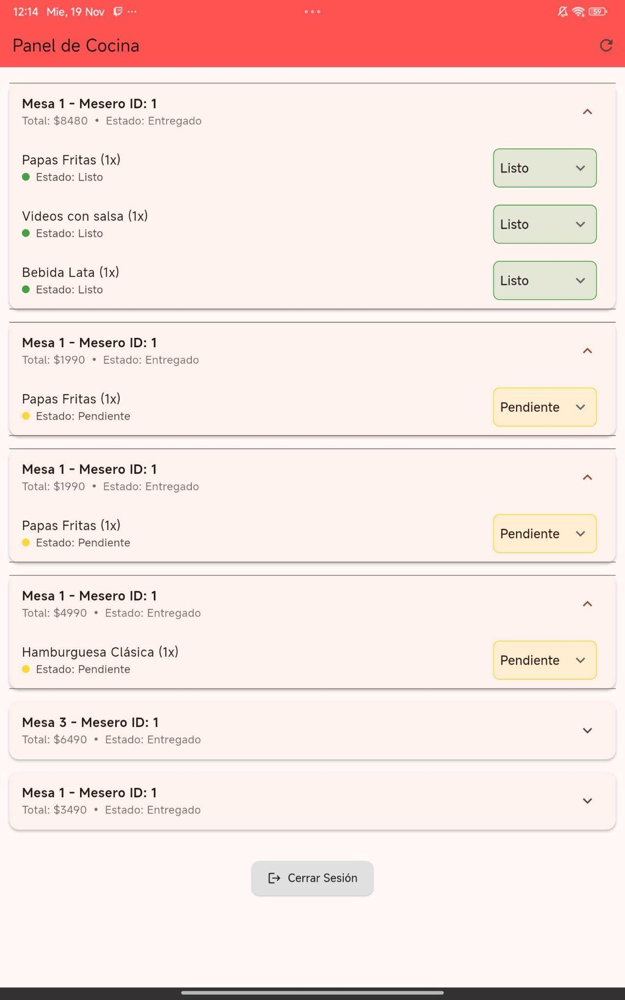 12:14 Mie, 19 Nov ···
59
Panel de Cocina
Mesa 1 - Mesero ID: 1
Total: $8480 • Estado: Entregado
Papas Fritas (1x)
Estado: Listo
Listo
Videos con salsa (1x)
Estado: Listo
Listo
Bebida Lata (1x)
Estado: Listo
Listo
Mesa 1 - Mesero ID: 1
Total: $1990 • Estado: Entregado
Papas Fritas (1x)
Estado: Pendiente
Pendiente
Mesa 1 - Mesero ID: 1
Total: $1990 • Estado: Entregado
Papas Fritas (1x)
Estado: Pendiente
Pendiente
Mesa 1 - Mesero ID: 1
Total: $4990 • Estado: Entregado
Hamburguesa Clásica (1x)
Estado: Pendiente
Pendiente
Mesa 3 - Mesero ID: 1
Total: $6490 • Estado: Entregado
Mesa 1 - Mesero ID: 1
Total: $3490 • Estado: Entregado
Cerrar Sesión